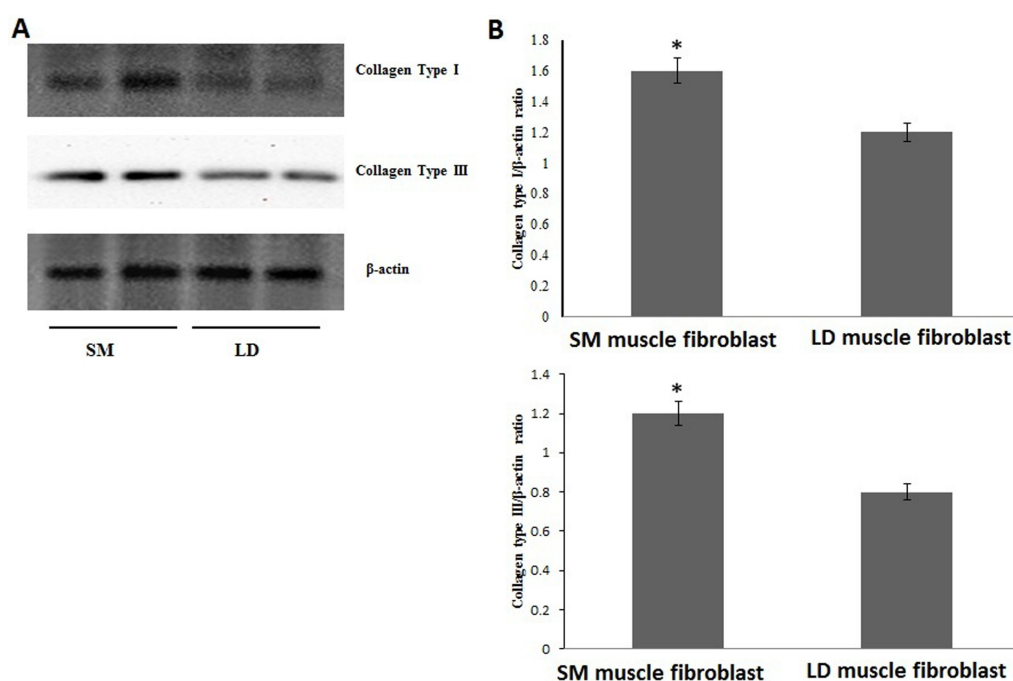 A
Collagen Type I
Collagen Type III
β-actin
SM
LD
B
Collagen type I/β-actin ratio
1.8
1.6
1.4
1.2
1
0.8
0.6
0.4
0.2
0
*
SM muscle fibroblast
LD muscle fibroblast
Collagen type III/β-actin ratio
1.4
1.2
1
0.8
0.6
0.4
0.2
0
*
SM muscle fibroblast
LD muscle fibroblast